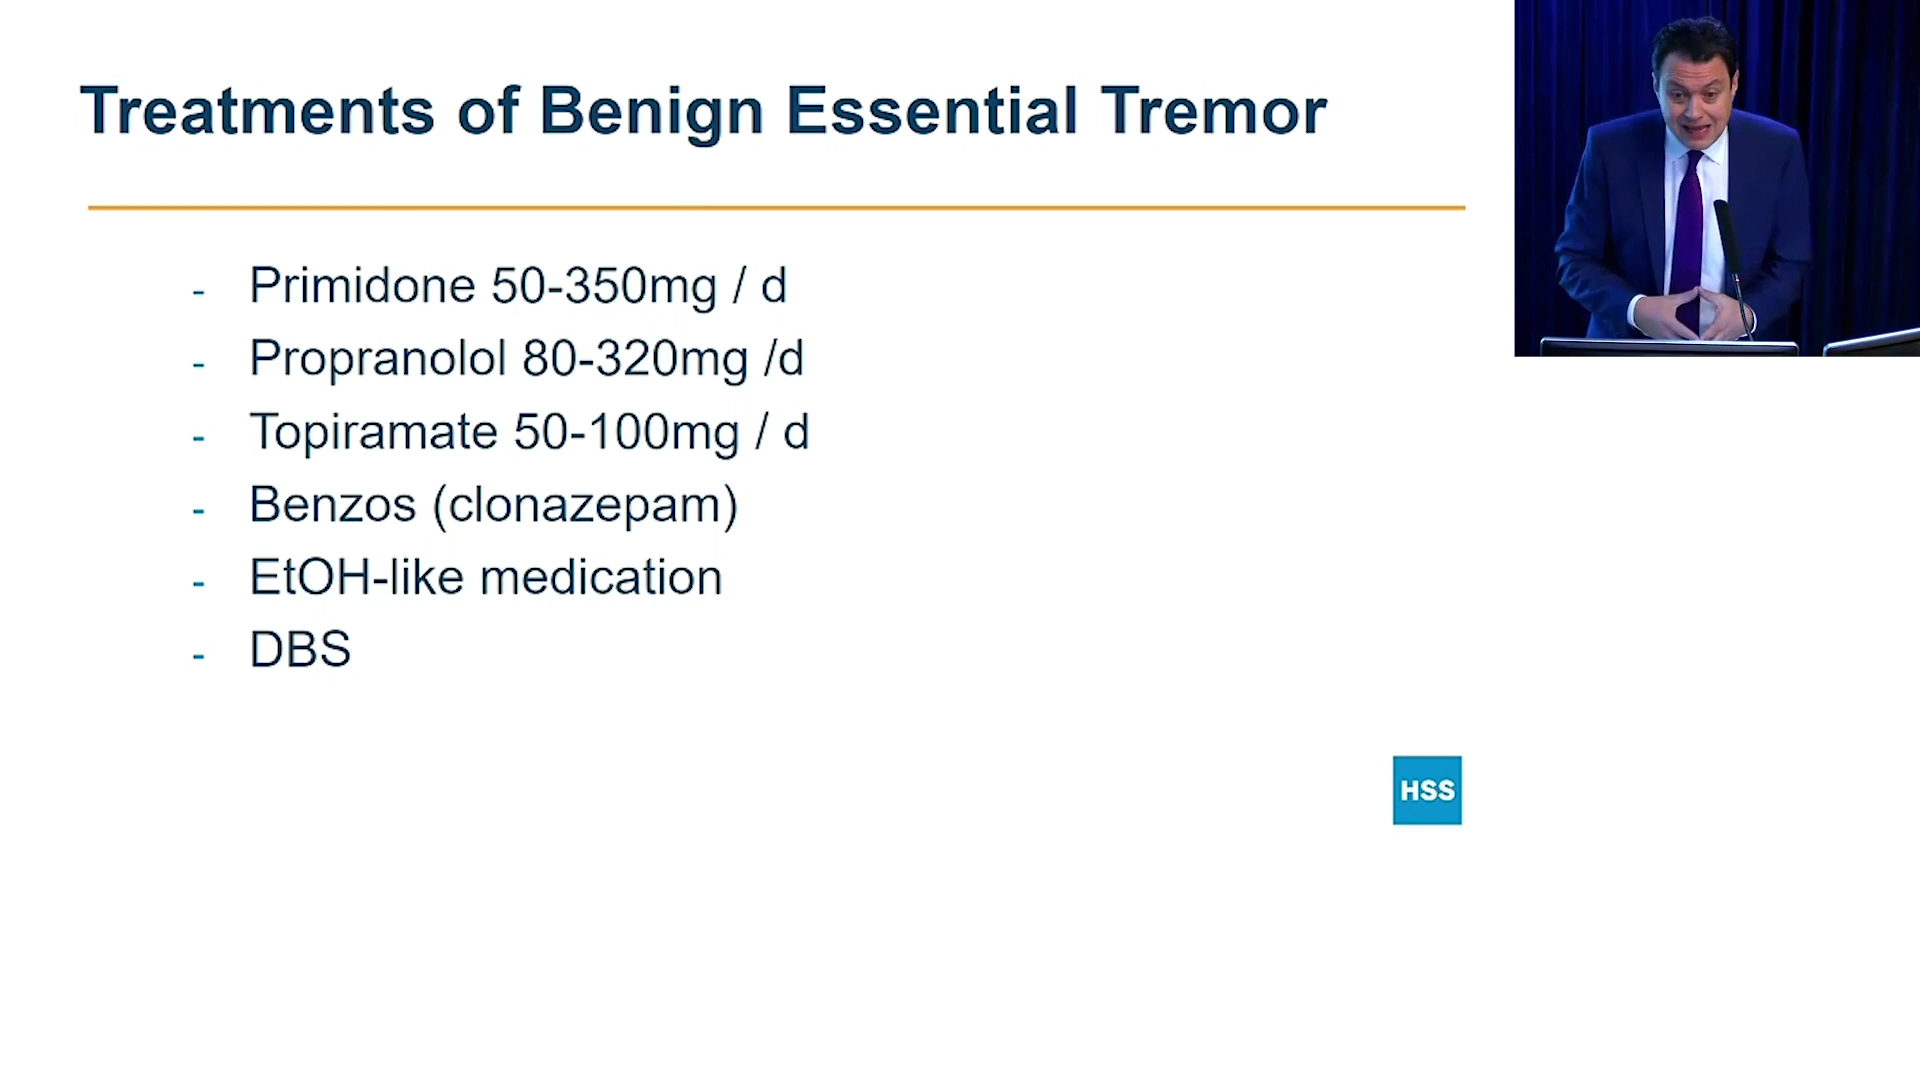 Treatments of Benign Essential Tremor
- Primidone 50-350mg / d
- Propranolol 80-320mg /d
- Topiramate 50-100mg / d
- Benzos (clonazepam)
- EtOH-like medication
- DBS
HSS